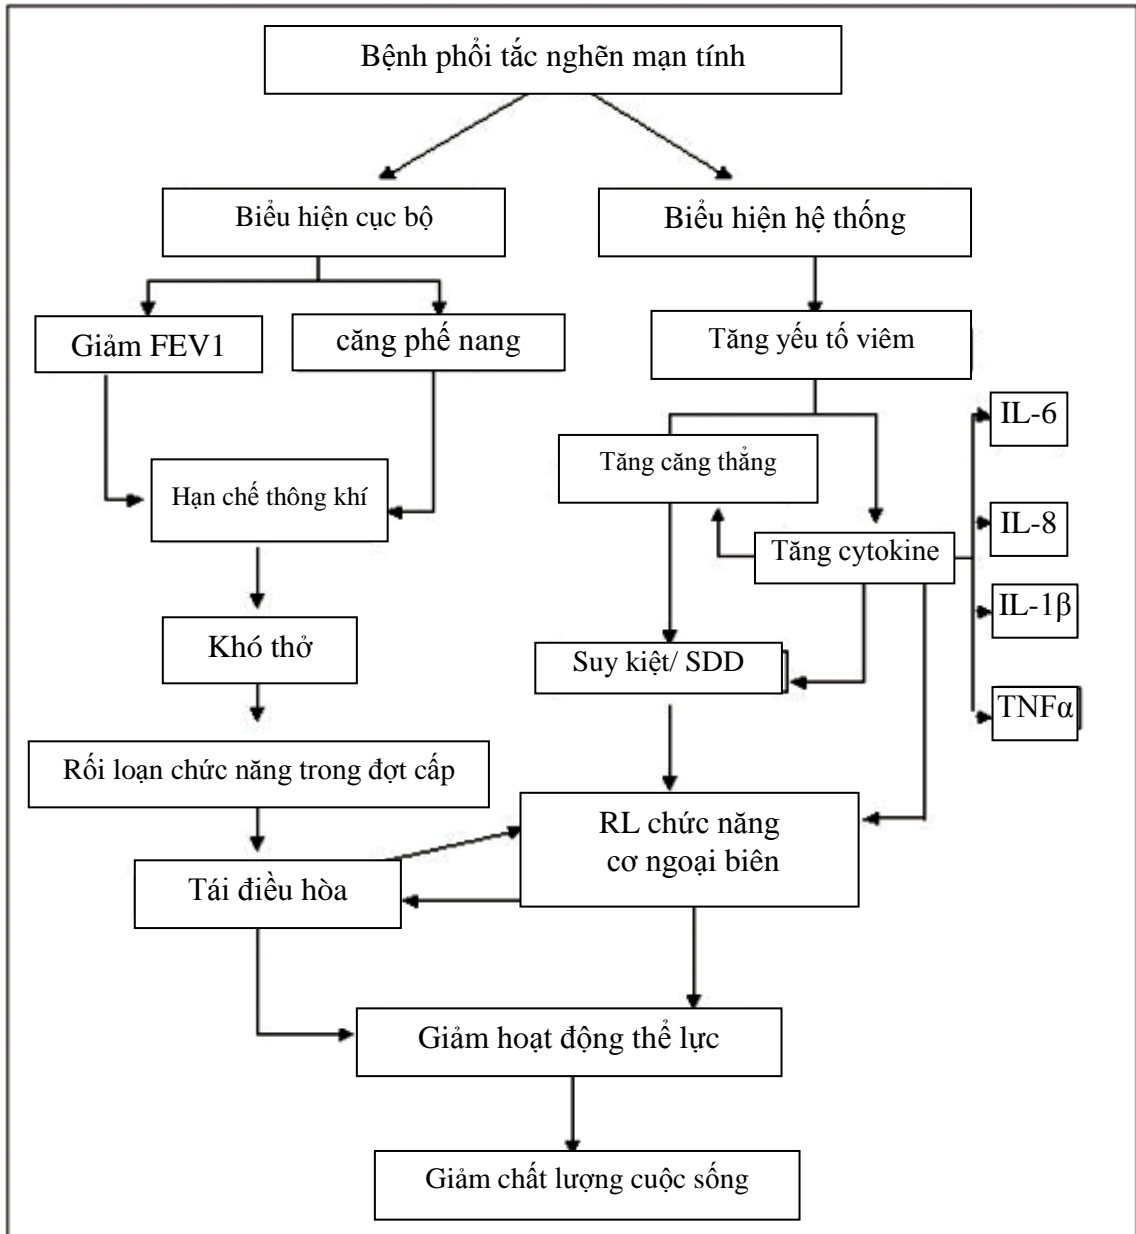 Bệnh phổi tắc nghẽn mạn tính
Biểu hiện cục bộ
Biểu hiện hệ thống
Giảm FEV1
căng phế nang
Tăng yếu tố viêm
IL-6
Tăng căng thẳng
Hạn chế thông khí
IL-8
Tăng cytokine
IL-1β
Khó thở
Suy kiệt/ SDD
TNFα
Rối loạn chức năng trong đợt cấp
RL chức năng
cơ ngoại biên
Tái điều hòa
Giảm hoạt động thể lực
Giảm chất lượng cuộc sống